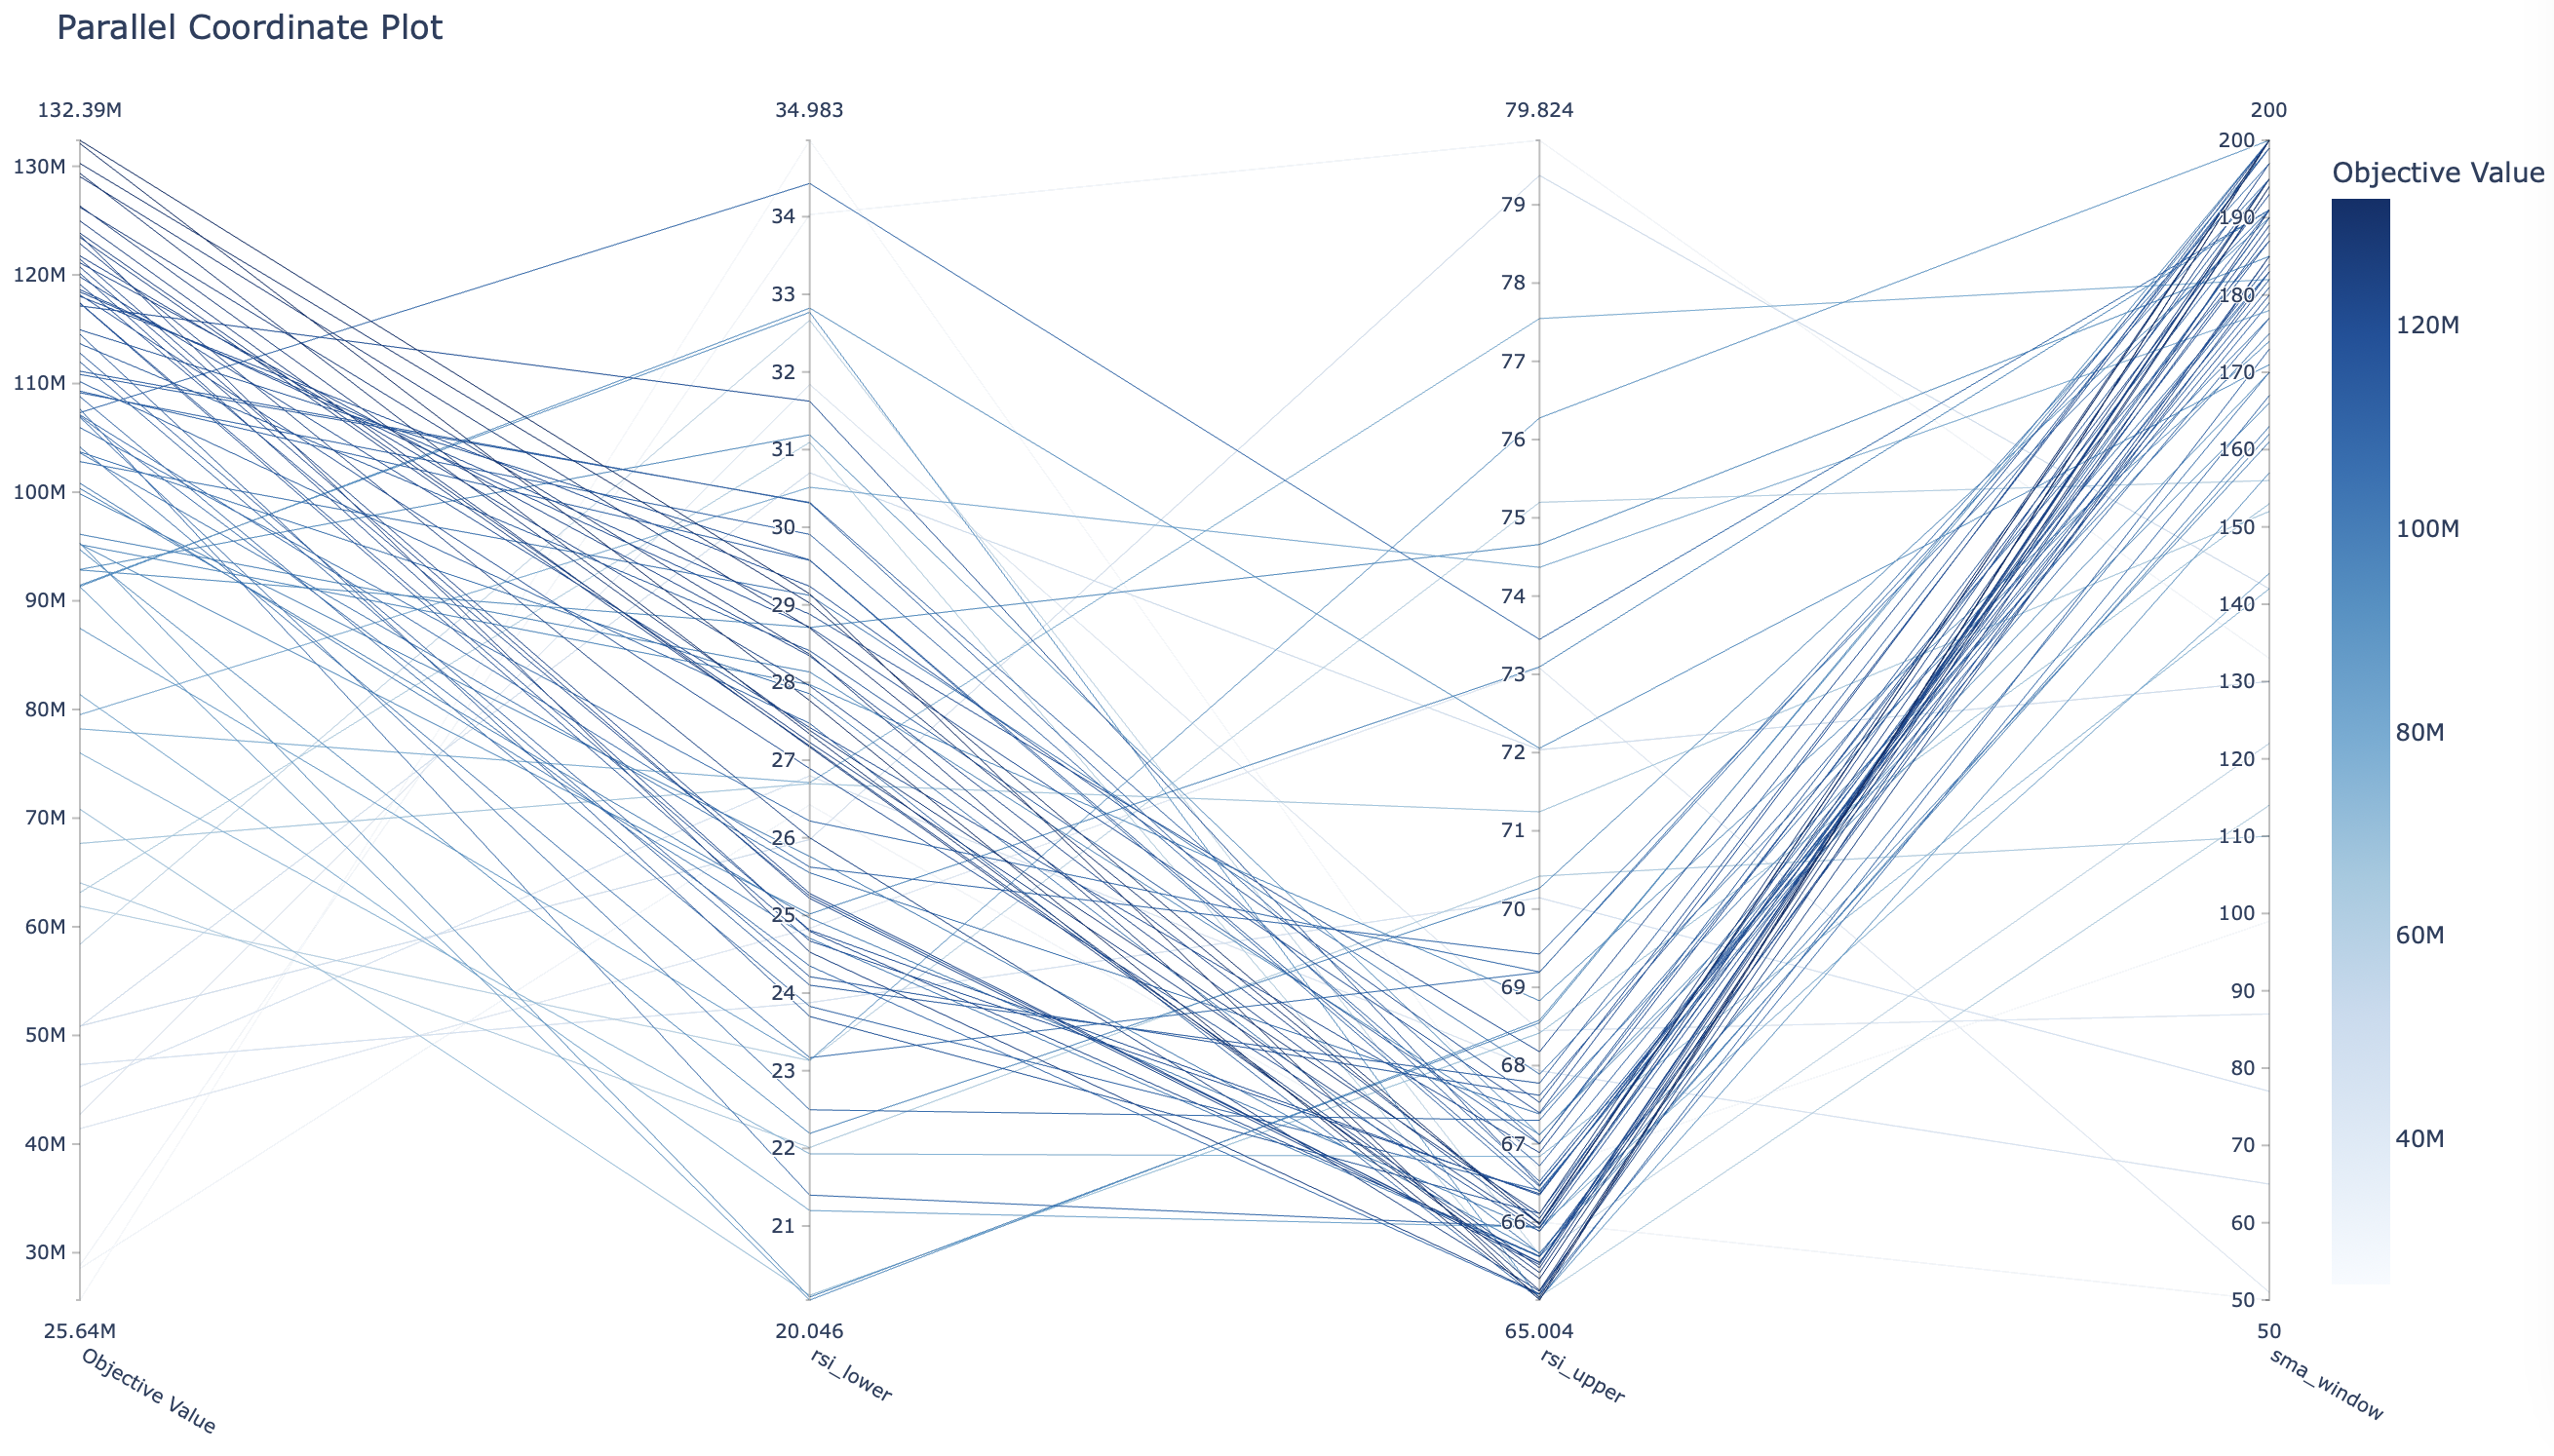 Parallel Coordinate Plot
132.39M
34.983
79.824
200
130M
120M
110M
100M
90M
80M
70M
60M
50M
40M
30M
25.64M
Objective Value
34
33
32
31
30
29
28
27
26
25
24
23
22
21
20.046
rsi_lower
79
78
77
76
75
74
73
72
71
70
69
68
67
66
65.004
rsi_upper
200
190
180
170
160
150
140
130
120
110
100
90
80
70
60
50
50
sma_window
Objective Value
120M
100M
80M
60M
40M